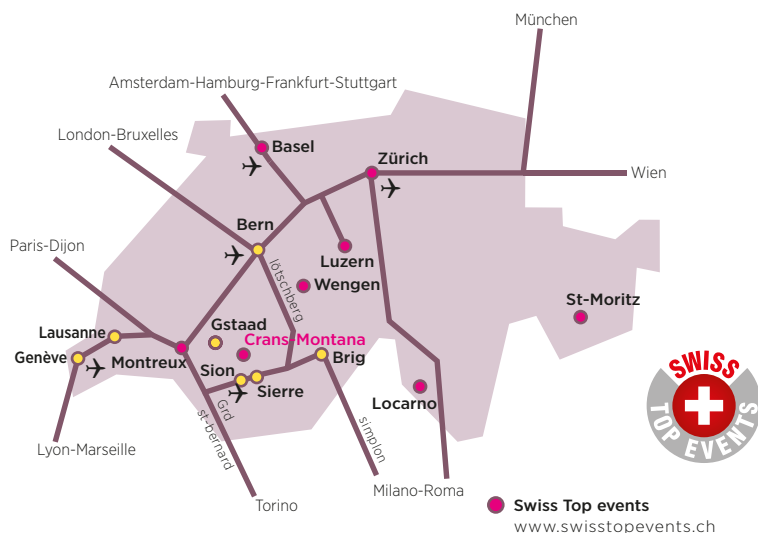 München
Amsterdam-Hamburg-Frankfurt-Stuttgart
London-Bruxelles
Basel
Zürich
Wien
Bern
Paris-Dijon
Luzern
lötschberg
Wengen
St-Moritz
Lausanne
Gstaad
Crans-Montana
Genève
Montreux
Sion
Brig
Sierre
Locarno
SWISS
TOP EVENTS
Grd
st-bernard
simplon
Lyon-Marseille
Milano-Roma
Torino
Swiss Top events
www.swisstopevents.ch